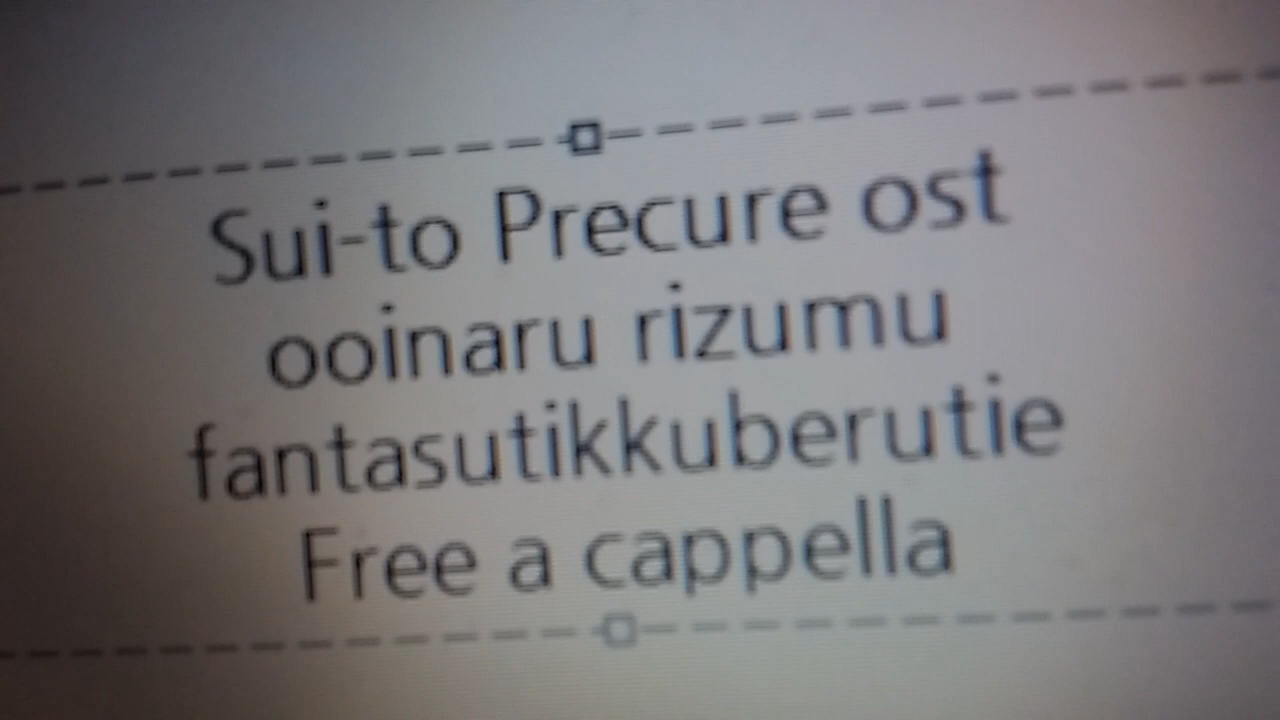 Sui-to Precure ost
ooinaru rizumu
fantasutikkuberutie
Free a cappella